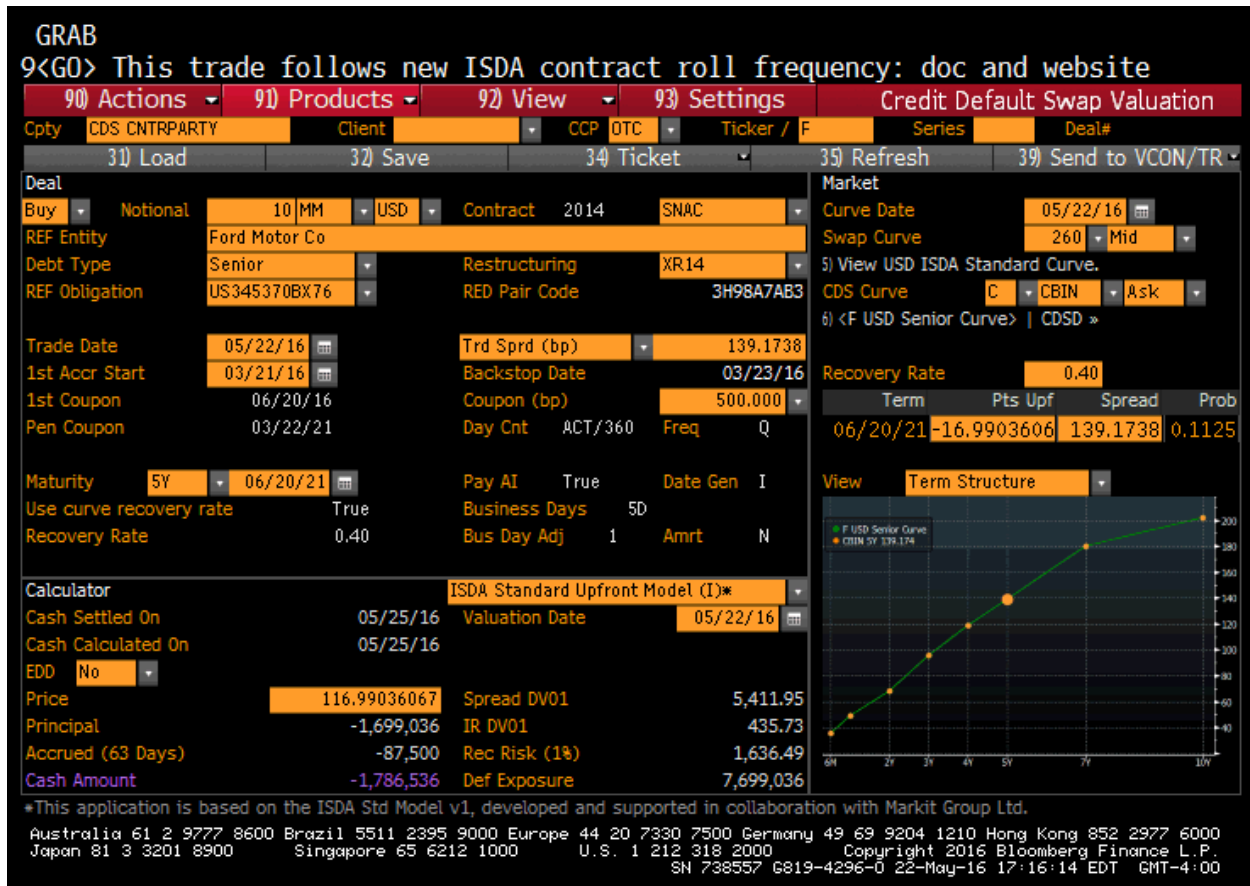 GRAB
9<GO> This trade follows new ISDA contract roll frequency: doc and website
90) Actions 91) Products 92) View 93) Settings Credit Default Swap Valuation
Cpty CDS CNTRPARTY Client CCP OTC Ticker / F Series Deal#
31) Load 32) Save 34) Ticket 35) Refresh 39) Send to VCON/TR
Deal Market
Buy Notional 10 MM USD Contract 2014 SNAC Curve Date 05/22/16
REF Entity Ford Motor Co Swap Curve 260 Mid
Debt Type Senior Restructuring XR14 5) View USD ISDA Standard Curve.
REF Obligation US345370BX76 RED Pair Code 3H98A7AB3 CDS Curve C CBIN Ask
6) <F USD Senior Curve> | CDSD »
Trade Date 05/22/16 Trd Sprd (bp) 139.1738
1st Accr Start 03/21/16 Backstop Date 03/23/16 Recovery Rate 0.40
1st Coupon 06/20/16 Coupon (bp) 500.000 Term Pts Upf Spread Prob
Pen Coupon 03/22/21 Day Cnt ACT/360 Freq Q 06/20/21 -16.9903606 139.1738 0.1125
Maturity 5Y 06/20/21 Pay AI True Date Gen I View Term Structure
Use curve recovery rate True Business Days 5D
Recovery Rate 0.40 Bus Day Adj 1 Amrt N
F USD Senior Curve
CBIN 5Y 139.174
200
180
160
140
120
100
80
60
40
6M 2Y 3Y 4Y 5Y 7Y 10Y
Calculator ISDA Standard Upfront Model (I)*
Cash Settled On 05/25/16 Valuation Date 05/22/16
Cash Calculated On 05/25/16
EDD No
Price 116.99036067 Spread DV01 5,411.95
Principal -1,699,036 IR DV01 435.73
Accrued (63 Days) -87,500 Rec Risk (1%) 1,636.49
Cash Amount -1,786,536 Def Exposure 7,699,036
*This application is based on the ISDA Std Model v1, developed and supported in collaboration with Markit Group Ltd.
Australia 61 2 9777 8600 Brazil 5511 2395 9000 Europe 44 20 7330 7500 Germany 49 69 9204 1210 Hong Kong 852 2977 6000
Japan 81 3 3201 8900 Singapore 65 6212 1000 U.S. 1 212 318 2000 Copyright 2016 Bloomberg Finance L.P.
SN 738557 G819-4296-0 22-May-16 17:16:14 EDT GMT-4:00